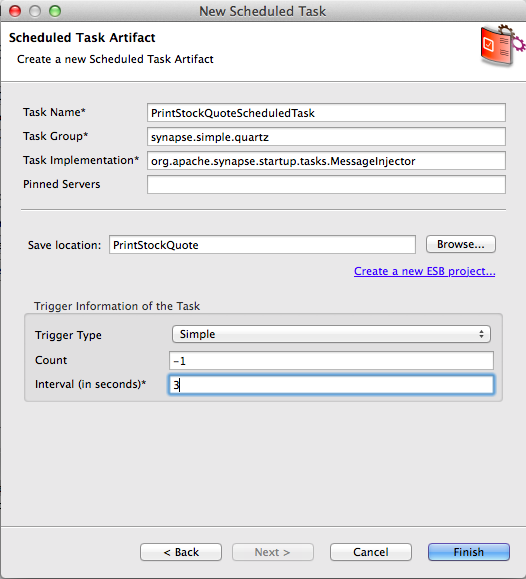 New Scheduled Task
Scheduled Task Artifact
Create a new Scheduled Task Artifact
Task Name* PrintStockQuoteScheduledTask
Task Group* synapse.simple.quartz
Task Implementation* org.apache.synapse.startup.tasks.MessageInjector
Pinned Servers
Save location: PrintStockQuote Browse...
Create a new ESB project...
Trigger Information of the Task
Trigger Type Simple
Count -1
Interval (in seconds)* 3
< Back Next > Cancel Finish